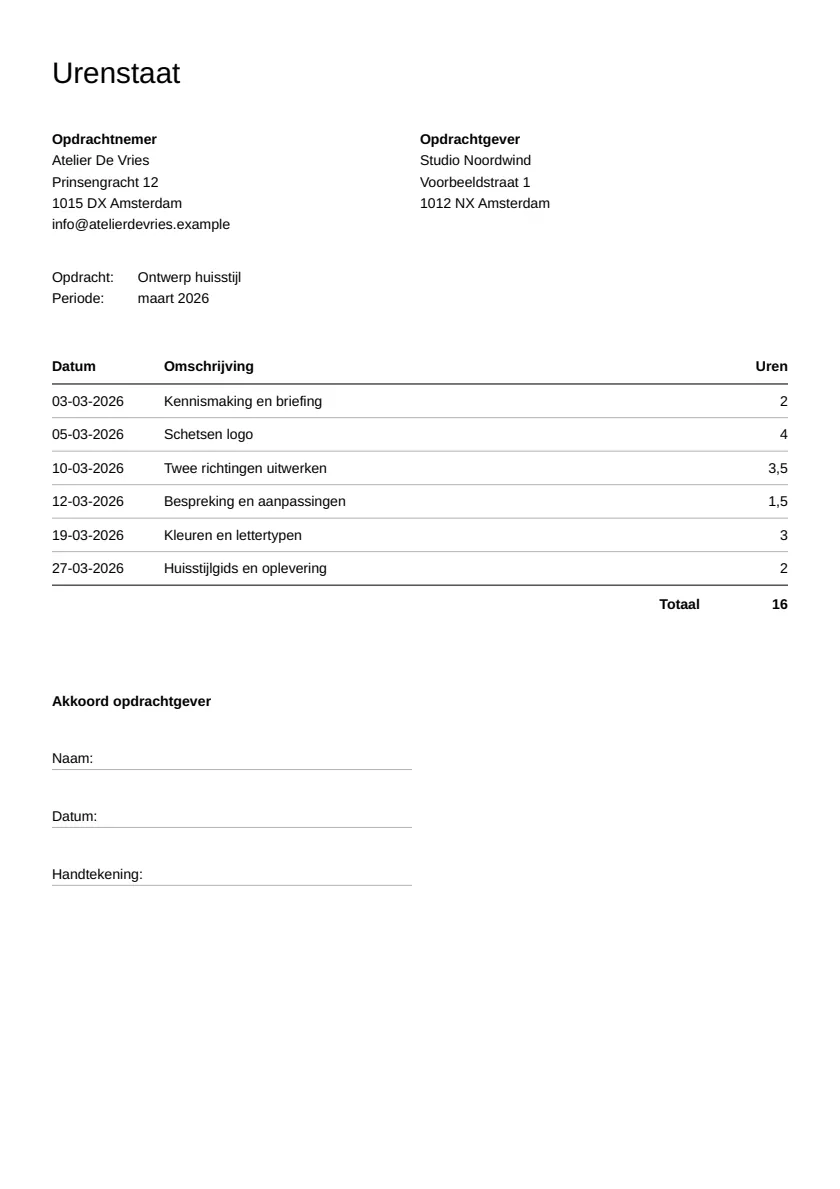 Urenstaat
Opdrachtnemer
Atelier De Vries
Prinsengracht 12
1015 DX Amsterdam
info@atelierdevries.example
Opdrachtgever
Studio Noordwind
Voorbeeldstraat 1
1012 NX Amsterdam
Opdracht: Ontwerp huisstijl
Periode: maart 2026
Datum Omschrijving Uren
03-03-2026 Kennismaking en briefing 2
05-03-2026 Schetsen logo 4
10-03-2026 Twee richtingen uitwerken 3,5
12-03-2026 Bespreking en aanpassingen 1,5
19-03-2026 Kleuren en lettertypen 3
27-03-2026 Huisstijlgids en oplevering 2
Totaal 16
Akkoord opdrachtgever
Naam:
Datum:
Handtekening: